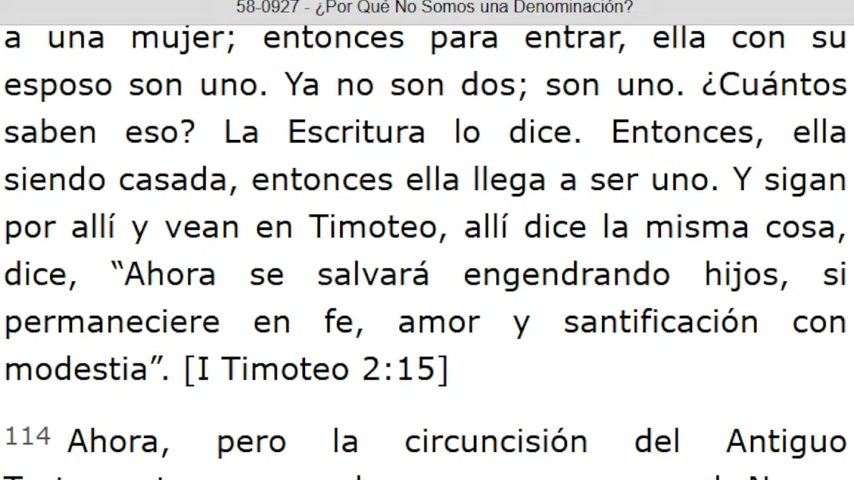 58-0927 - ¿Por Qué No Somos una Denominación?
a una mujer; entonces para entrar, ella con su
esposo son uno. Ya no son dos; son uno. ¿Cuántos
saben eso? La Escritura lo dice. Entonces, ella
siendo casada, entonces ella llega a ser uno. Y sigan
por allí y vean en Timoteo, allí dice la misma cosa,
dice, “Ahora se salvará engendrando hijos, si
permaneciere en fe, amor y santificación con
modestia”. [I Timoteo 2:15]
114 Ahora, pero la circuncisión del Antiguo